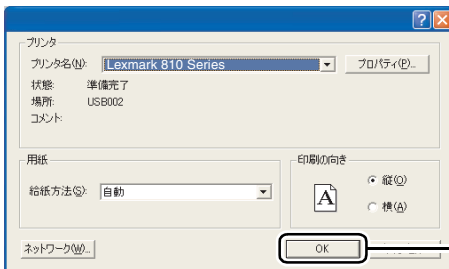 プリンタ
プリンタ名(N): Lexmark 810 Series プロパティ(P)...
状態: 準備完了
場所: USB002
コメント:
用紙
印刷の向き
給紙方法(S): 自動
A
縦(O)
横(A)
ネットワーク(W)... OK